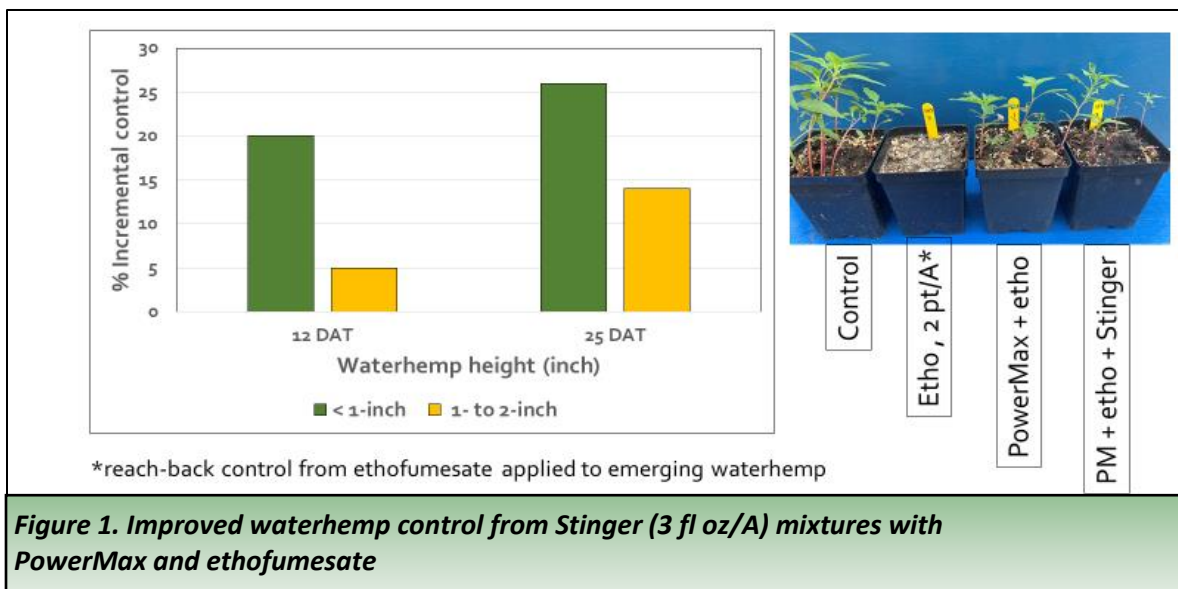 30
25
20
15
10
5
0
% Incremental control
12 DAT
25 DAT
Waterhemp height (inch)
< 1-inch
1- to 2-inch
Control
Etho , 2 pt/A*
PowerMax + etho
PM + etho + Stinger
*reach-back control from ethofumesate applied to emerging waterhemp
Figure 1. Improved waterhemp control from Stinger (3 fl oz/A) mixtures with
PowerMax and ethofumesate